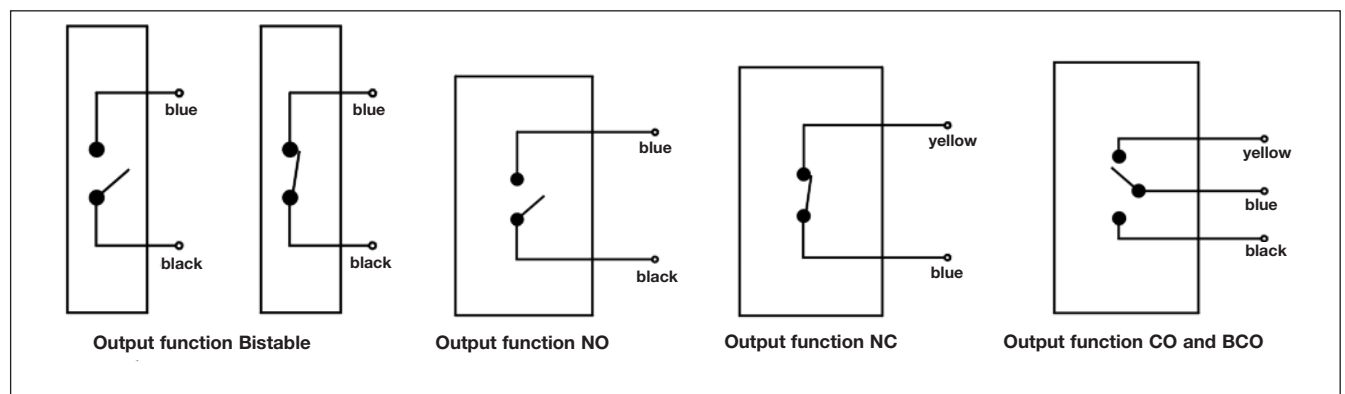 blue
black
Output function Bistable
blue
black
blue
black
Output function NO
yellow
blue
Output function NC
yellow
blue
black
Output function CO and BCO